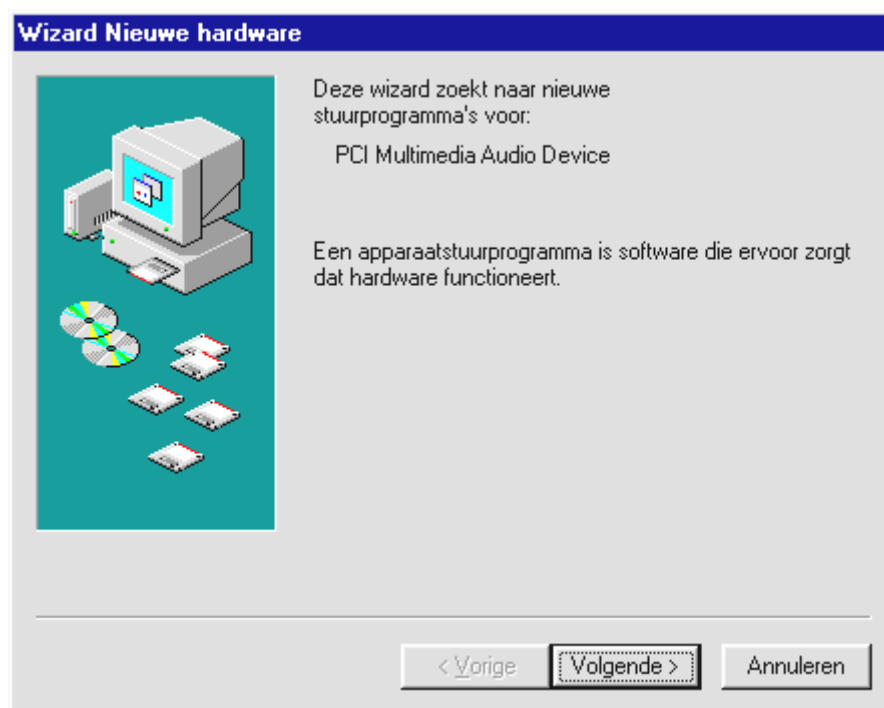 Wizard Nieuwe hardware
Deze wizard zoekt naar nieuwe
stuurprogramma's voor:
PCI Multimedia Audio Device
Een apparaatstuurprogramma is software die ervoor zorgt
dat hardware functioneert.
< Vorige
Volgende >
Annuleren